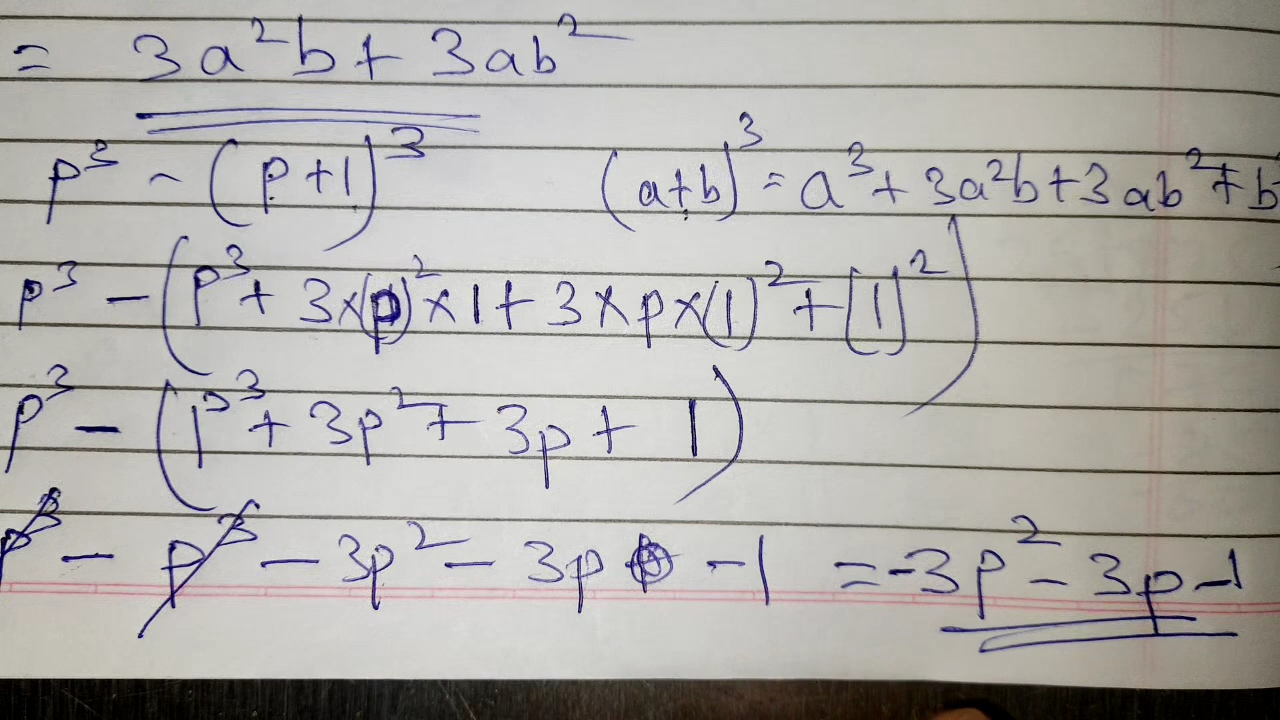 = 3a²b + 3ab²
p³ - (p+1)³ (a+b)³ = a³ + 3a²b + 3ab² + b
p³ - (p³ + 3×(p)²×1 + 3×p×(1)² + (1)²)
p³ - (p³ + 3p² + 3p + 1)
p³ - p³ - 3p² - 3p - 1 = -3p² - 3p - 1